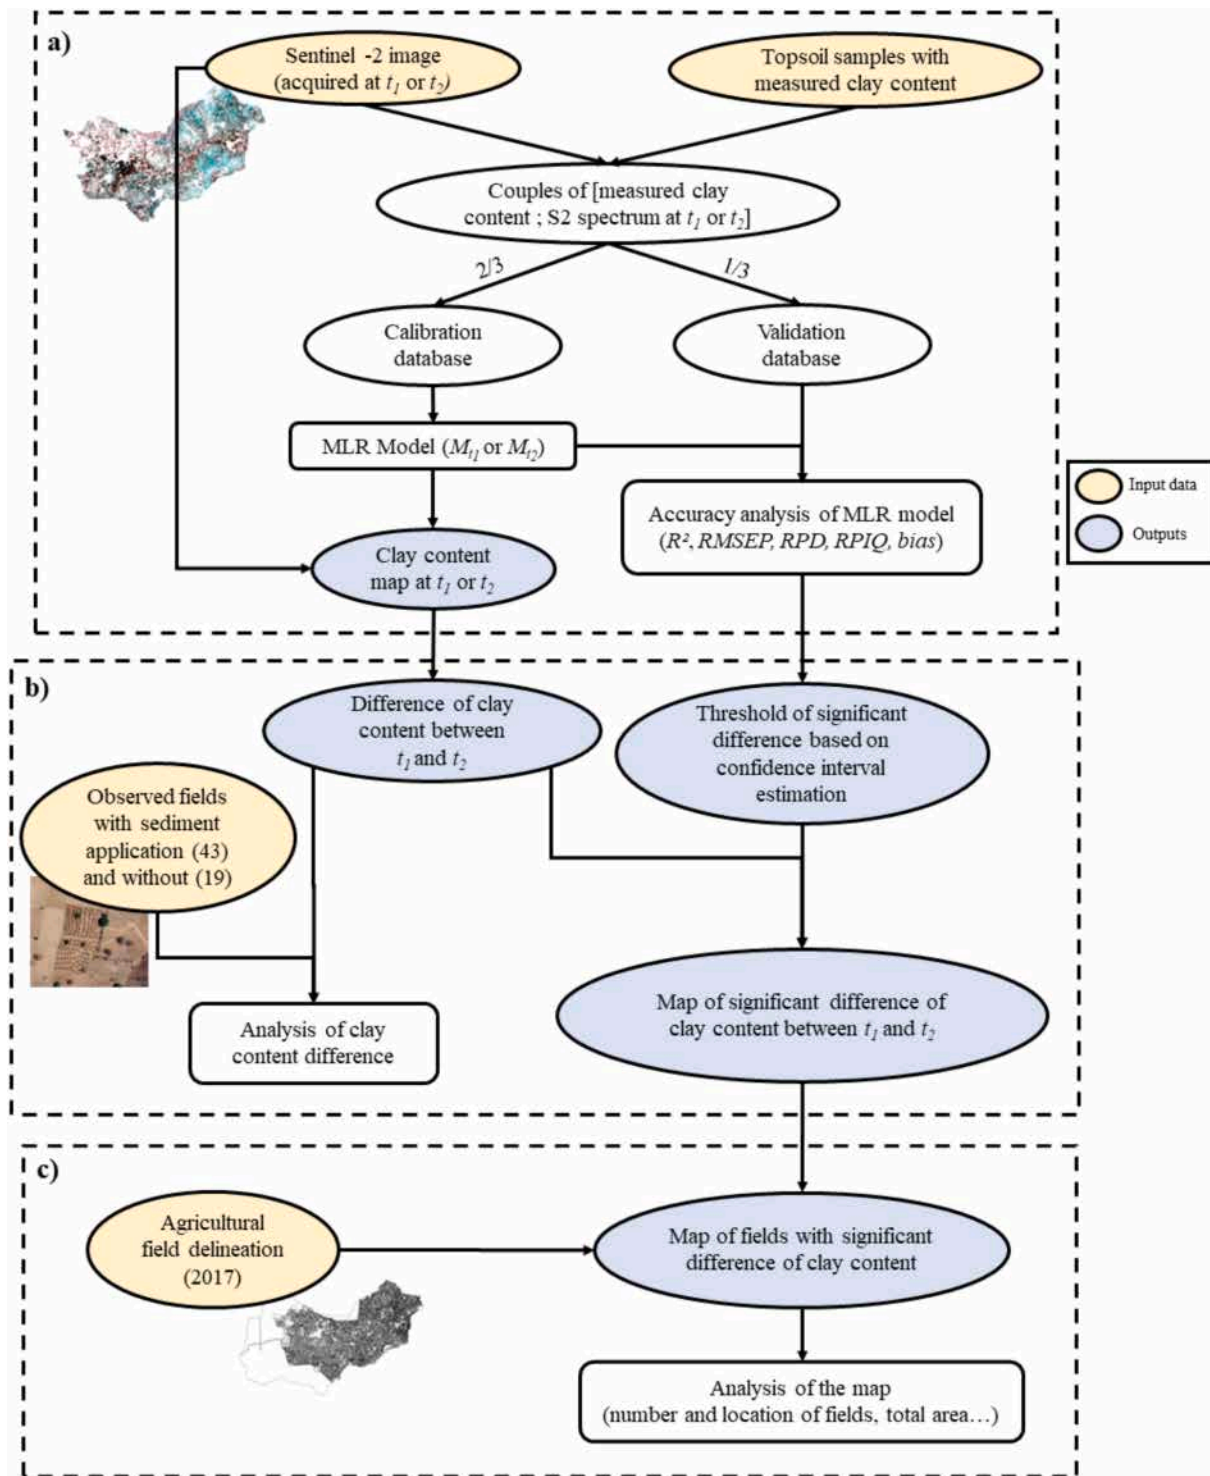 a)
Sentinel -2 image
(acquired at t1 or t2)
Topsoil samples with
measured clay content
Couples of [measured clay
content ; S2 spectrum at t1 or t2]
2/3
1/3
Calibration
database
Validation
database
MLR Model (Mt1 or Mt2)
Accuracy analysis of MLR model
(R², RMSEP, RPD, RPIQ, bias)
Input data
Outputs
Clay content
map at t1 or t2
b)
Difference of clay
content between
t1 and t2
Threshold of significant
difference based on
confidence interval
estimation
Observed fields
with sediment
application (43)
and without (19)
Map of significant difference of
clay content between t1 and t2
Analysis of clay
content difference
c)
Agricultural
field delineation
(2017)
Map of fields with significant
difference of clay content
Analysis of the map
(number and location of fields, total area…)